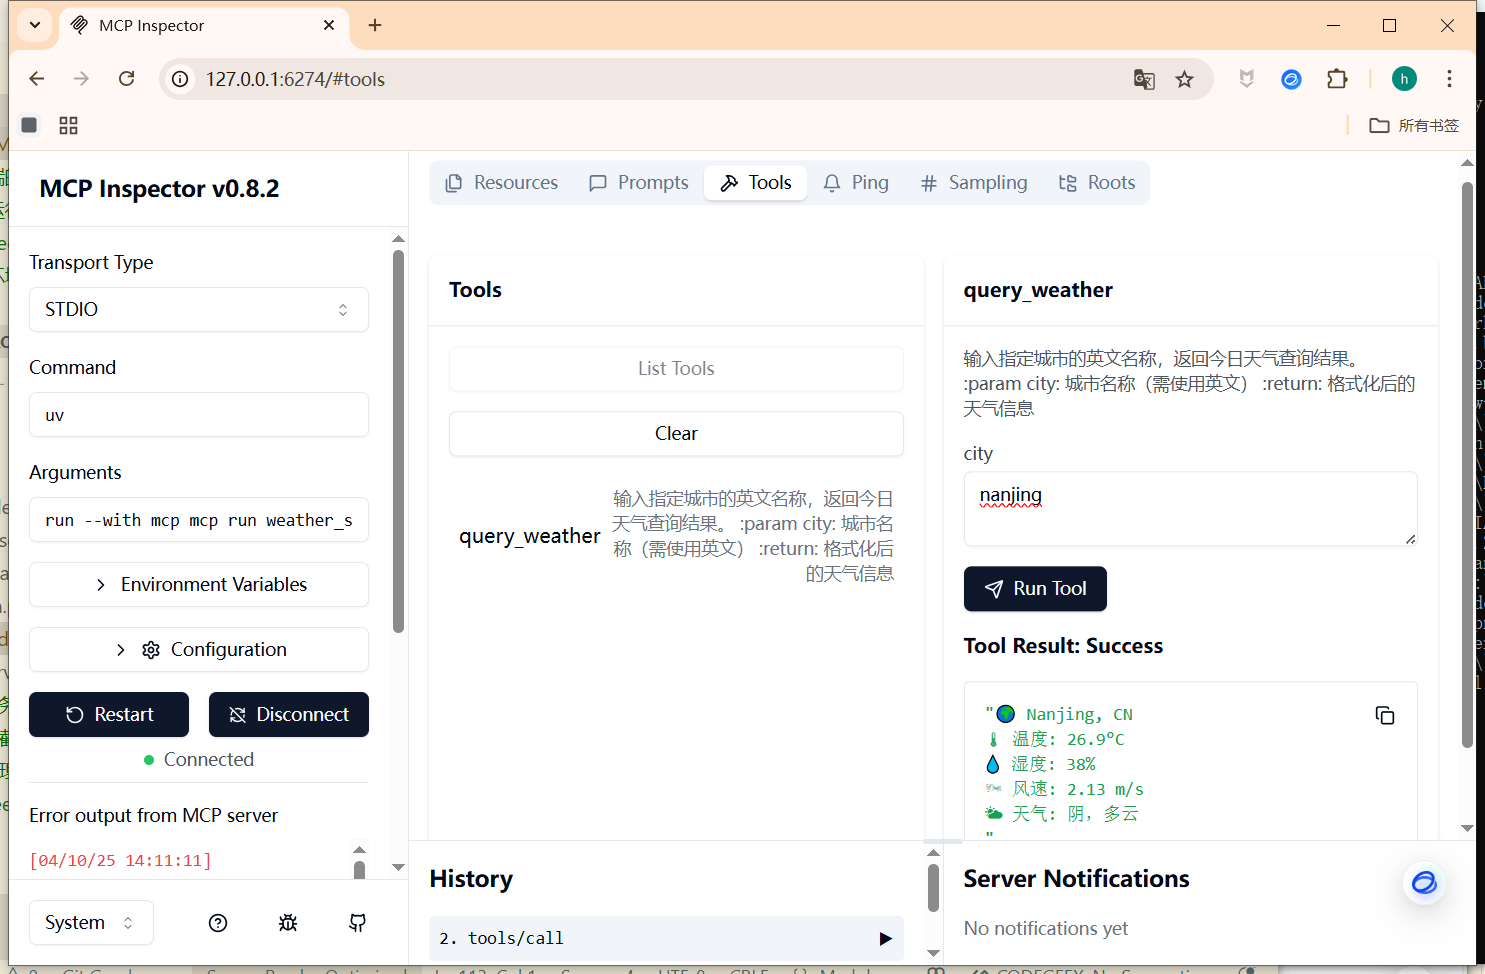 MCP Inspector
127.0.0.1:6274/#tools
h
所有书签
MCP Inspector v0.8.2
Transport Type
STDIO
Command
uv
Arguments
run --with mcp mcp run weather_s
Environment Variables
Configuration
Restart
Disconnect
Connected
Error output from MCP server
[04/10/25 14:11:11]
System
Resources
Prompts
Tools
Ping
Sampling
Roots
Tools
List Tools
Clear
query_weather
输入指定城市的英文名称，返回今日
天气查询结果。 :param city: 城市名
称（需使用英文） :return: 格式化后
的天气信息
query_weather
输入指定城市的英文名称，返回今日天气查询结果。
:param city: 城市名称（需使用英文） :return: 格式化后的
天气信息
city
nanjing
Run Tool
Tool Result: Success
"🌍 Nanjing, CN
🌡 温度: 26.9°C
💧 湿度: 38%
🌬 风速: 2.13 m/s
🌤 天气: 阴，多云
"
History
2. tools/call
Server Notifications
No notifications yet